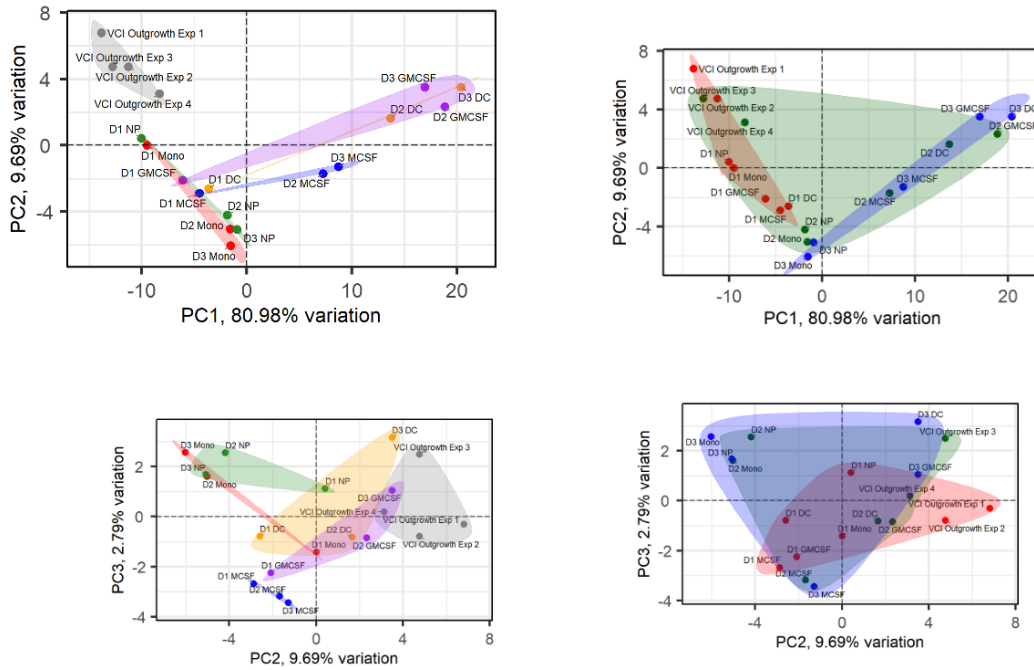 8
VCI Outgrowth Exp 1
VCI Outgrowth Exp 3
VCI Outgrowth Exp 2
VCI Outgrowth Exp 4
4
D3 GMCSF
D3 DC
D2 DC
D2 GMCSF
D1 NP
0
D1 Mono
D3 MCSF
D1 GMCSF
D1 DC
D2 MCSF
D1 MCSF
D2 NP
-4
D2 Mono
D3 NP
D3 Mono
-10 0 10 20
PC1, 80.98% variation
PC2, 9.69% variation
8
VCI Outgrowth Exp 1
VCI Outgrowth Exp 3
VCI Outgrowth Exp 2
VCI Outgrowth Exp 4
4
D3 GMCSF
D3 DC
D2 GMCSF
D2 DC
D1 NP
0
D1 Mono
D3 MCSF
D1 GMCSF
D1 DC
D2 MCSF
D1 MCSF
D2 NP
-4
D2 Mono
D3 NP
D3 Mono
-10 0 10 20
PC1, 80.98% variation
PC2, 9.69% variation
D3 DC
D3 Mono
D2 NP
VCI Outgrowth Exp 3
2
D3 NP
D2 Mono
D1 NP
D3 GMCSF
VCI Outgrowth Exp 4
0
VCI Outgrowth Exp 1
D1 DC
D2 DC
D1 Mono
D2 GMCSF
VCI Outgrowth Exp 2
-2
D1 GMCSF
D1 MCSF
D2 MCSF
D3 MCSF
-4
-4 0 4 8
PC2, 9.69% variation
PC3, 2.79% variation
D3 DC
D3 Mono
D2 NP
VCI Outgrowth Exp 3
2
D3 NP
D2 Mono
D1 NP
D3 GMCSF
VCI Outgrowth Exp 4
0
VCI Outgrowth Exp 1
D1 DC
D2 DC
D1 Mono
D2 GMCSF
VCI Outgrowth Exp 2
-2
D1 GMCSF
D1 MCSF
D2 MCSF
D3 MCSF
-4
-4 0 4 8
PC2, 9.69% variation
PC3, 2.79% variation